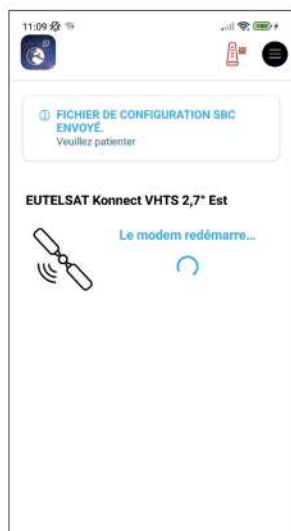 11:09
FICHIER DE CONFIGURATION SBC
ENVOYÉ.
Veuillez patienter
EUTELSAT Konnect VHTS 2,7° Est
Le modem redémarre...